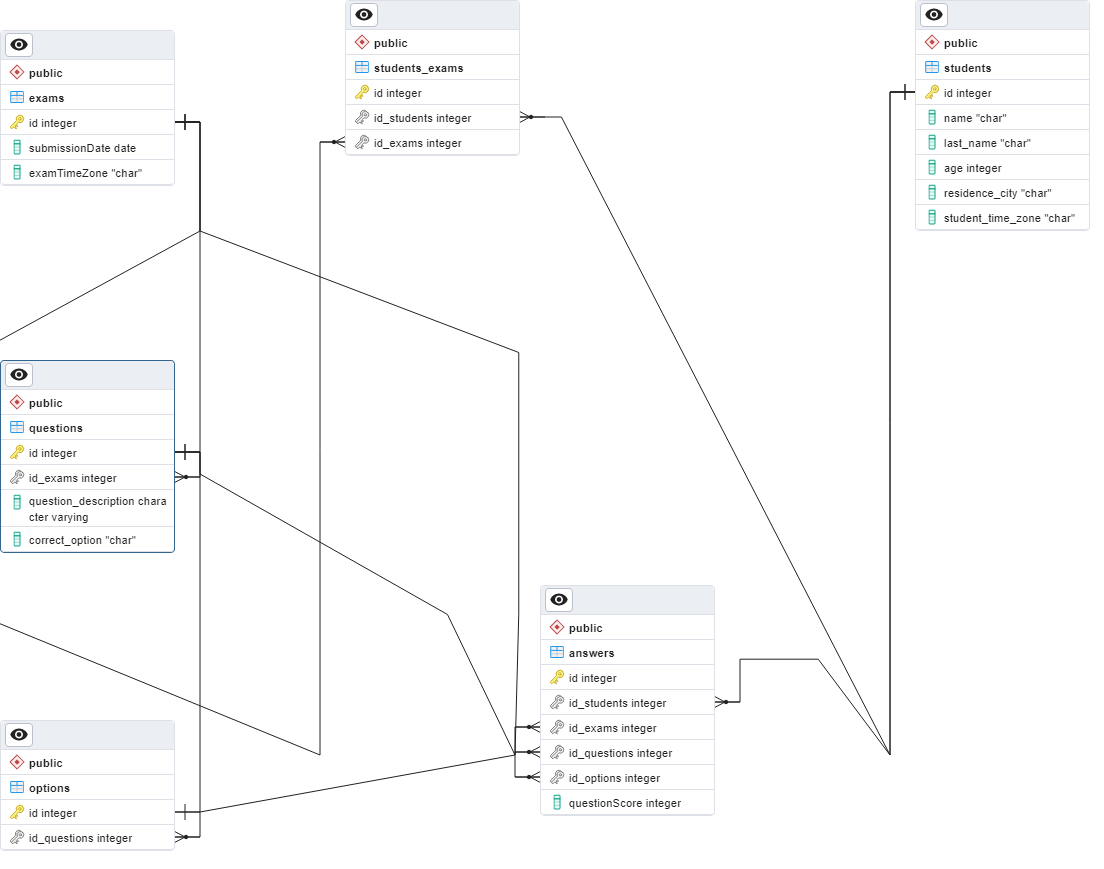 public
exams
id integer
submissionDate date
examTimeZone "char"
public
students_exams
id integer
id_students integer
id_exams integer
public
students
id integer
name "char"
last_name "char"
age integer
residence_city "char"
student_time_zone "char"
public
questions
id integer
id_exams integer
question_description chara
cter varying
correct_option "char"
public
answers
id integer
id_students integer
id_exams integer
id_questions integer
id_options integer
questionScore integer
public
options
id integer
id_questions integer